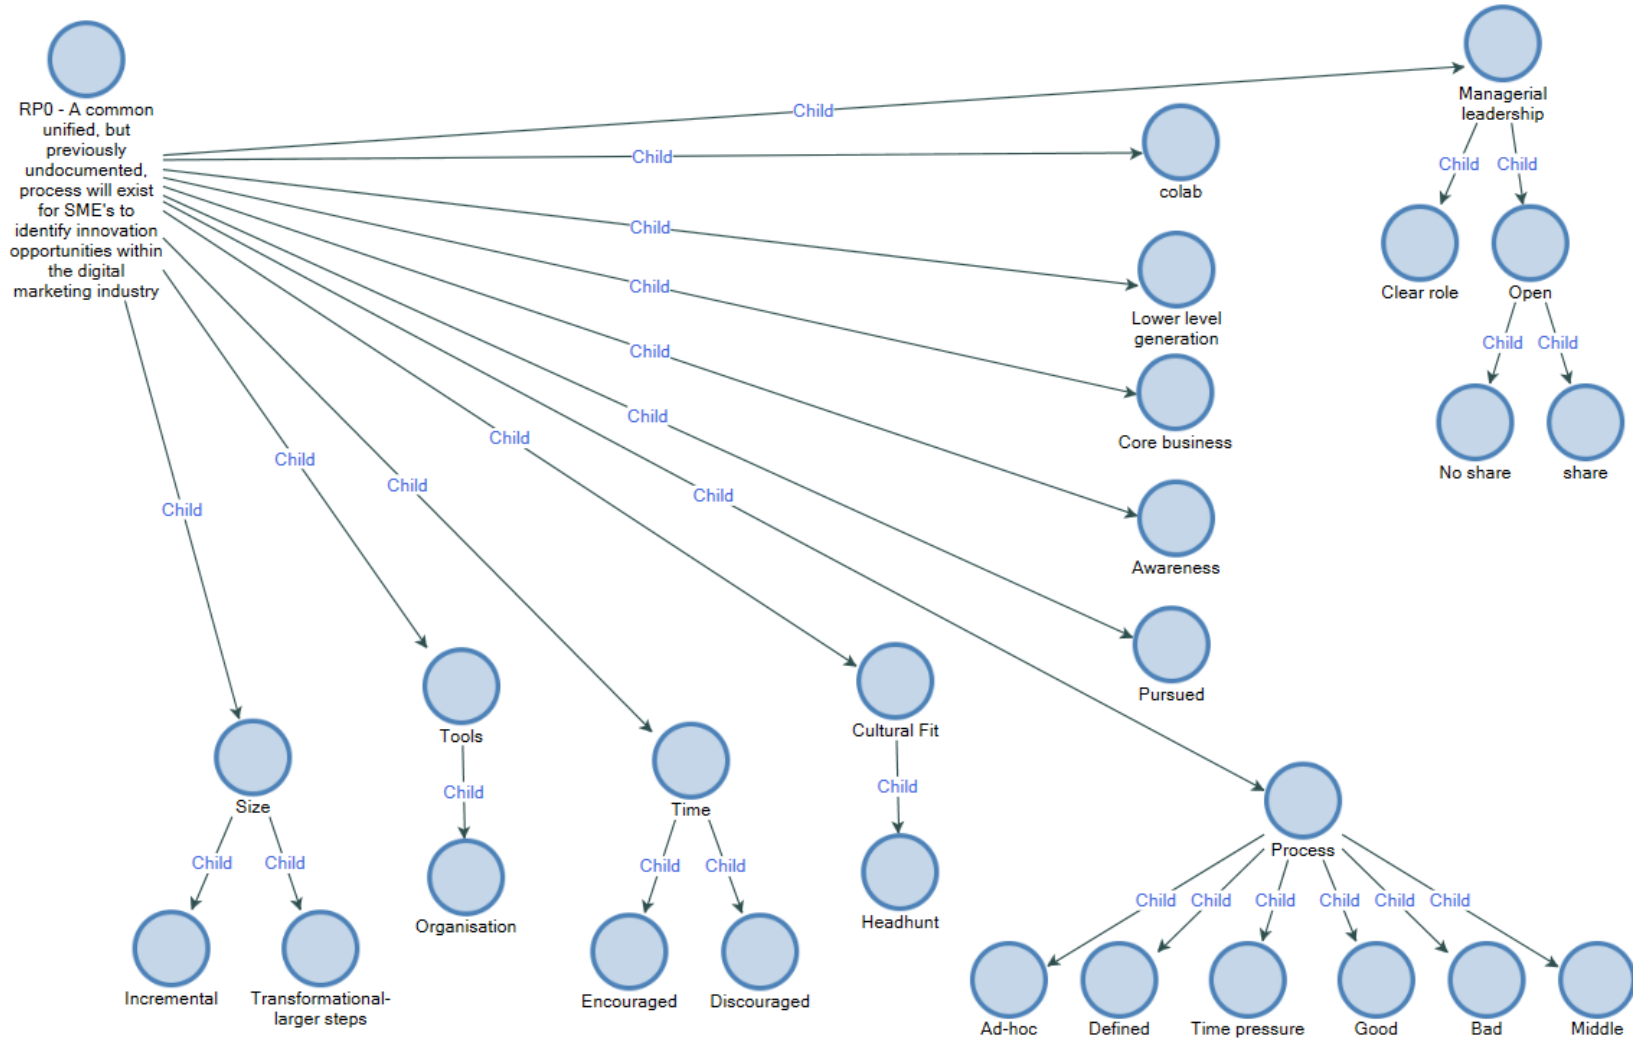 RP0 - A common
unified, but
previously
undocumented,
process will exist
for SME's to
identify innovation
opportunities within
the digital
marketing industry
Managerial
leadership
Child
Child
colab
Child
Child
Clear role
Open
Child
Lower level
generation
Child
Core business
Child
Child
No share
share
Child
Awareness
Child
Child
Child
Child
Child
Child
Pursued
Size
Tools
Time
Cultural Fit
Process
Child
Child
Child
Child
Child
Child
Child
Child
Child
Child
Child
Child
Incremental
Transformational-
larger steps
Organisation
Encouraged
Discouraged
Headhunt
Ad-hoc
Defined
Time pressure
Good
Bad
Middle